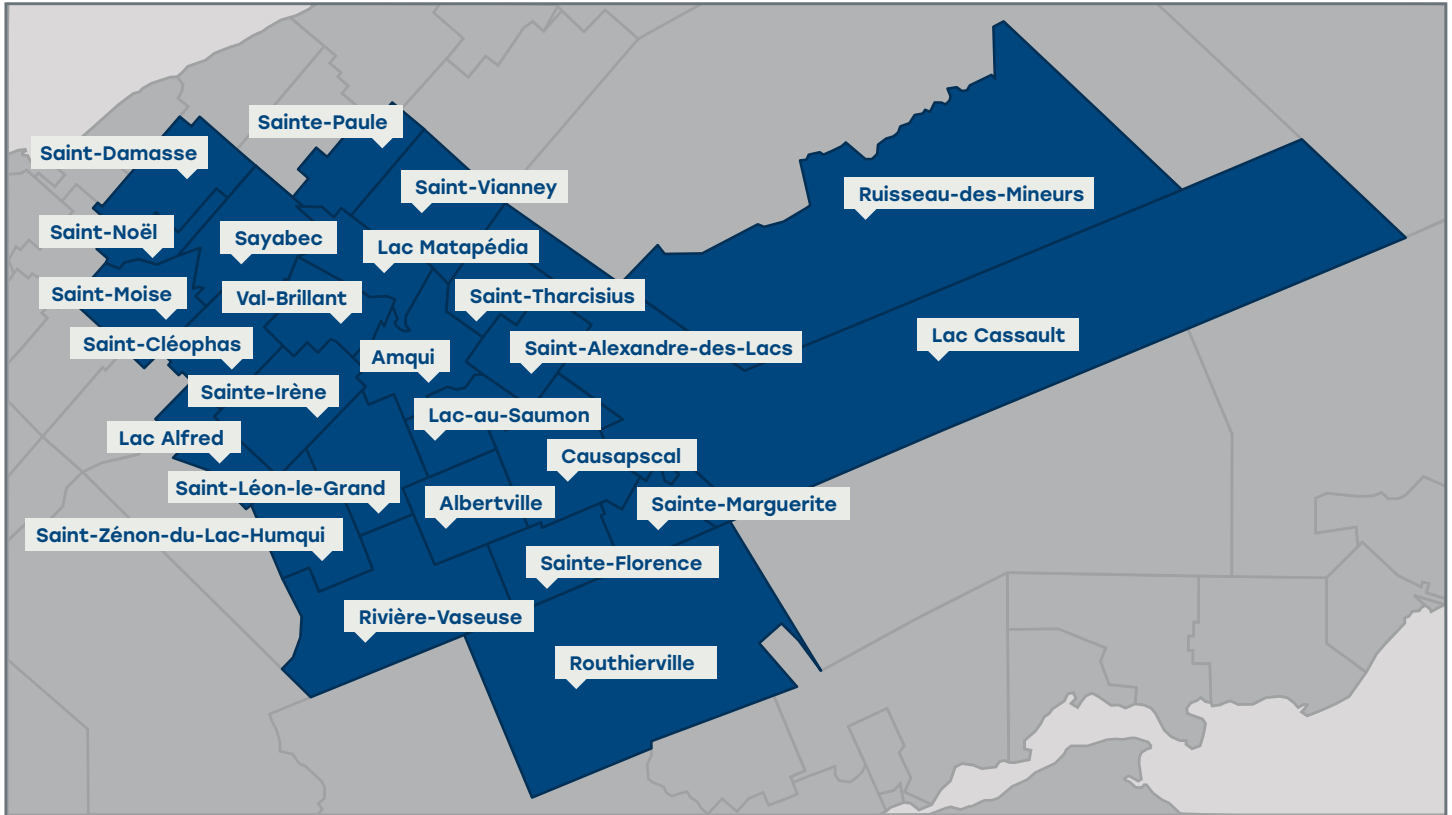 Sainte-Paule
Saint-Damasse
Saint-Vianney
Ruisseau-des-Mineurs
Saint-Noël
Sayabec
Lac Matapédia
Saint-Moise
Val-Brillant
Saint-Tharcisius
Lac Cassault
Saint-Cléophas
Amqui
Saint-Alexandre-des-Lacs
Sainte-Irène
Lac-au-Saumon
Lac Alfred
Causapscal
Saint-Léon-le-Grand
Albertville
Sainte-Marguerite
Saint-Zénon-du-Lac-Humqui
Sainte-Florence
Rivière-Vaseuse
Routhierville